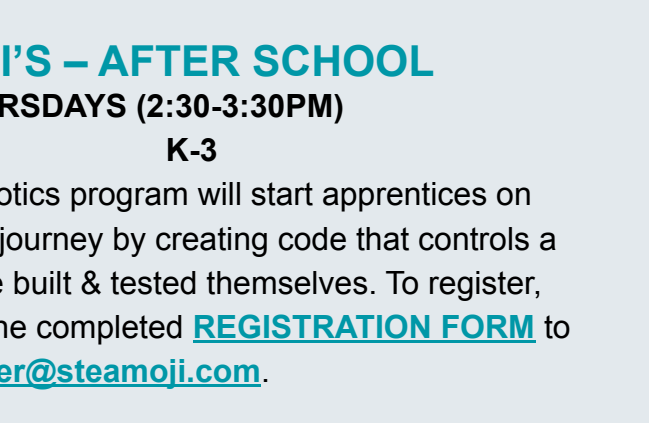 I’S – AFTER SCHOOL
RSDAYS (2:30-3:30PM)
K-3
otics program will start apprentices on
journey by creating code that controls a
e built & tested themselves. To register,
ne completed REGISTRATION FORM to
er@steamoji.com.